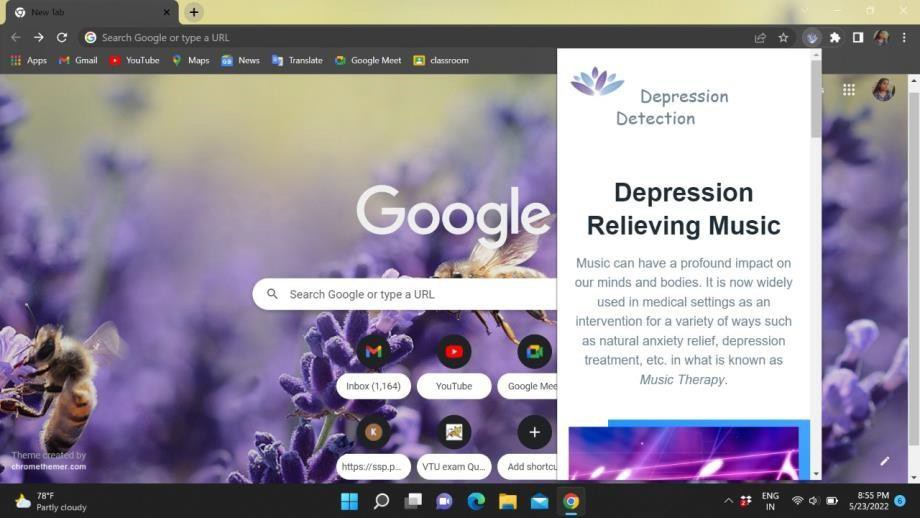 New Tab
Search Google or type a URL
Apps
Gmail
YouTube
Maps
News
Translate
Google Meet
classroom
Depression
Detection
Depression
Relieving Music
Music can have a profound impact on
our minds and bodies. It is now widely
used in medical settings as an
intervention for a variety of ways such
as natural anxiety relief, depression
treatment, etc. in what is known as
Music Therapy.
Google
Search Google or type a URL
Inbox (1,164)
YouTube
Google Mee
K
https://ssp.p...
VTU exam Qu...
Add shortcu
Theme created by
chromethemer.com
78°F
Partly cloudy
ENG
IN
8:55 PM
5/23/2022
6